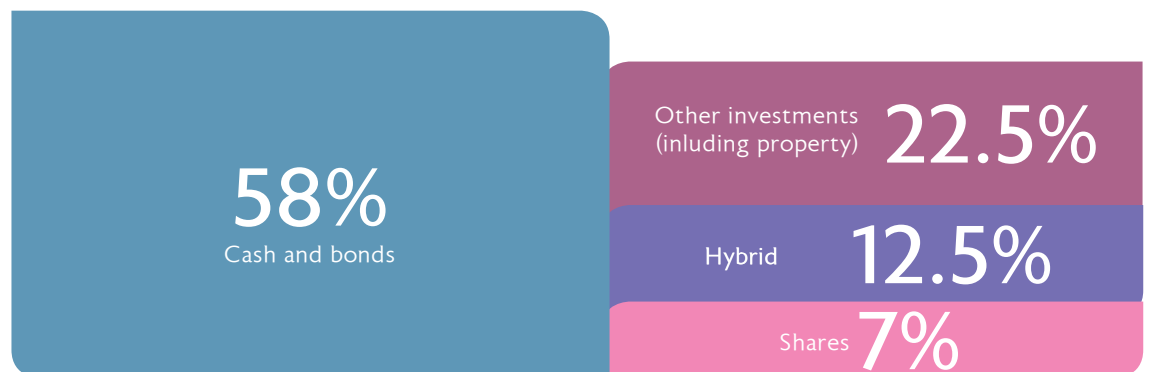 58%
Cash and bonds
Other investments
(inluding property)
22.5%
Hybrid
12.5%
Shares
7%